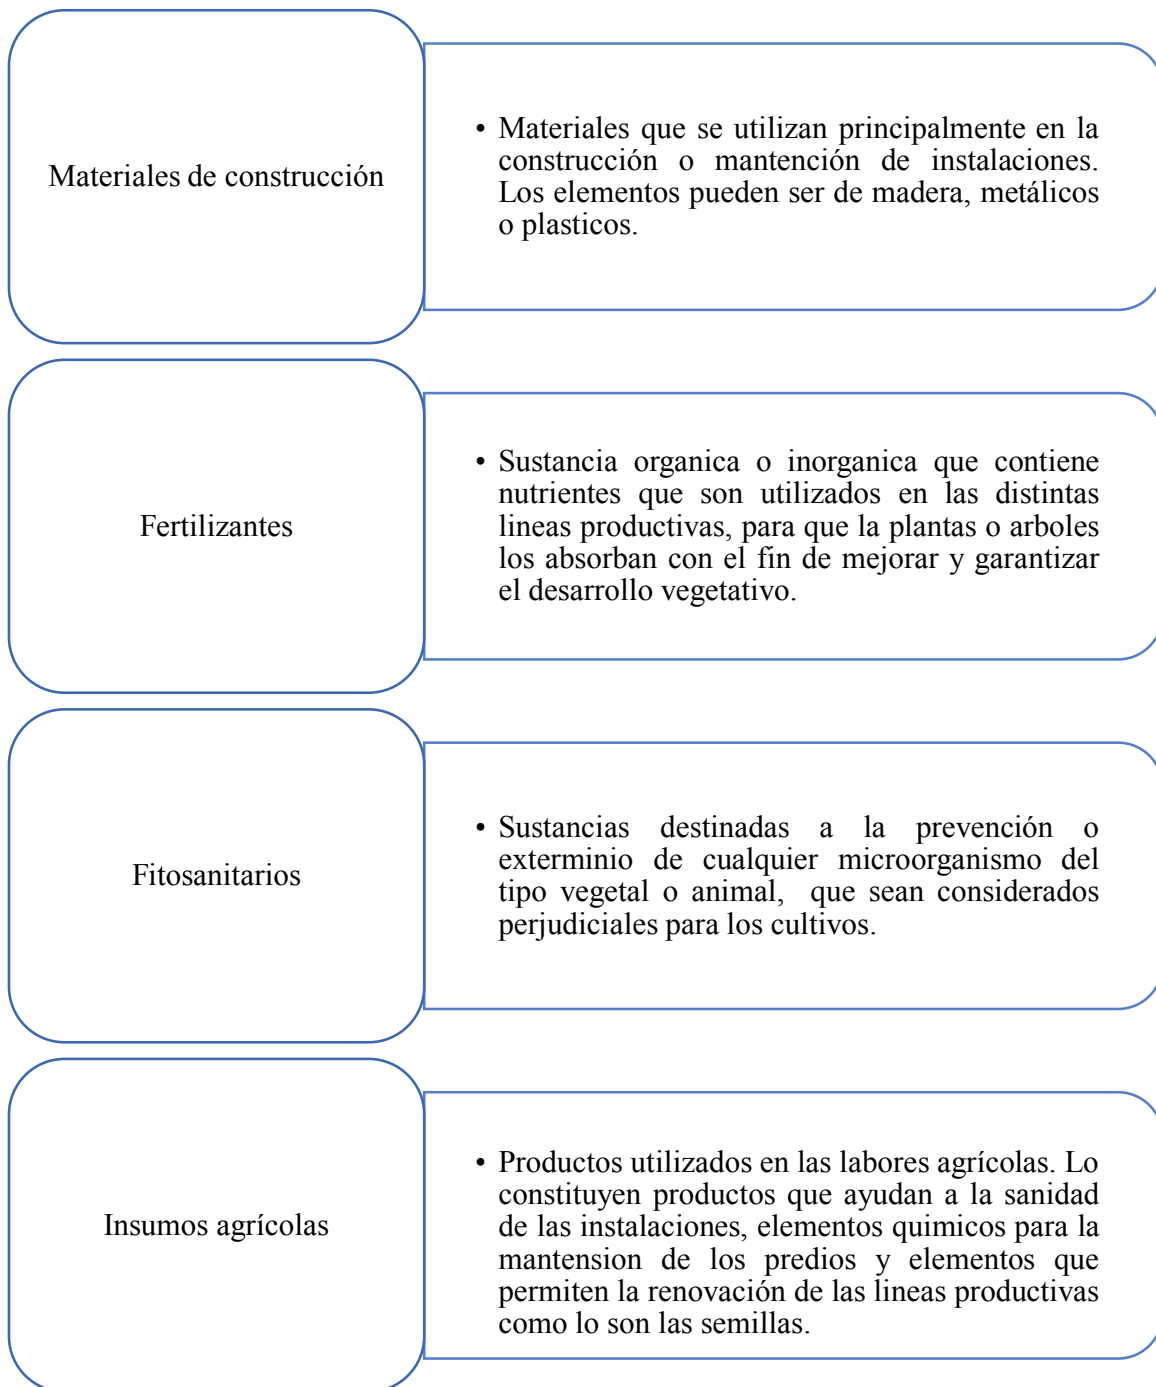 Materiales de construcción
• Materiales que se utilizan principalmente en la
construcción o mantención de instalaciones.
Los elementos pueden ser de madera, metálicos
o plasticos.
Fertilizantes
• Sustancia organica o inorganica que contiene
nutrientes que son utilizados en las distintas
lineas productivas, para que la plantas o arboles
los absorban con el fin de mejorar y garantizar
el desarrollo vegetativo.
Fitosanitarios
• Sustancias destinadas a la prevención o
exterminio de cualquier microorganismo del
tipo vegetal o animal, que sean considerados
perjudiciales para los cultivos.
Insumos agrícolas
• Productos utilizados en las labores agrícolas. Lo
constituyen productos que ayudan a la sanidad
de las instalaciones, elementos quimicos para la
mantension de los predios y elementos que
permiten la renovación de las lineas productivas
como lo son las semillas.